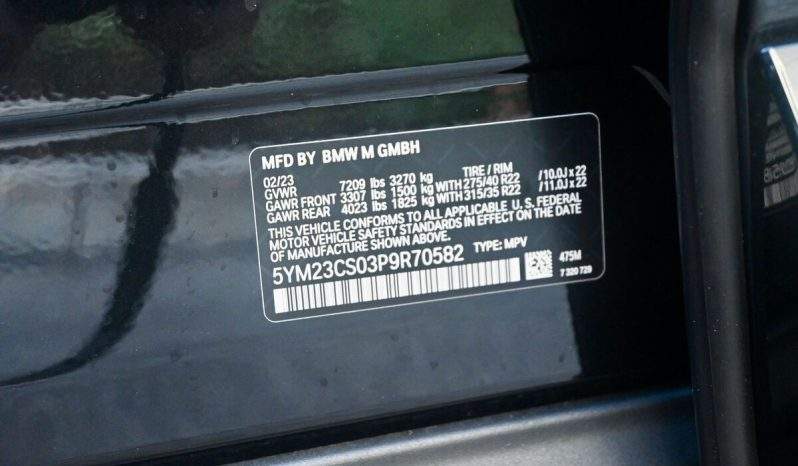 MFD BY BMW M GMBH
02/23 TIRE / RIM
GVWR 7209 lbs 3270 kg
GAWR FRONT 3307 lbs 1500 kg WITH 275/40 R22 /10.0J x 22
GAWR REAR 4023 lbs 1825 kg WITH 315/35 R22 /11.0J x 22
THIS VEHICLE CONFORMS TO ALL APPLICABLE U. S. FEDERAL
MOTOR VEHICLE SAFETY STANDARDS IN EFFECT ON THE DATE
OF MANUFACTURE SHOWN ABOVE.
5YM23CS03P9R70582 TYPE: MPV
475M
7 320 729